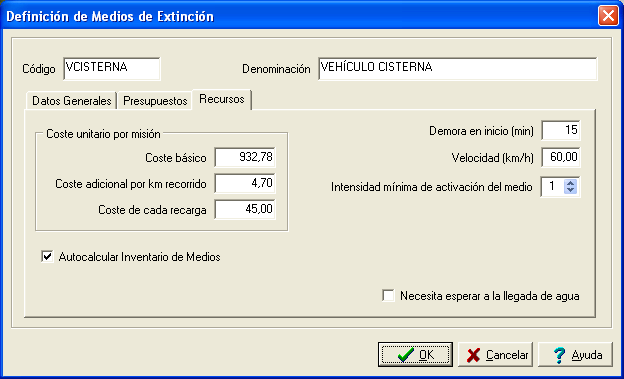 Definición de Medios de Extinción
Código VCISTERNA Denominación VEHÍCULO CISTERNA
Datos Generales Presupuestos Recursos
Coste unitario por misión
Coste básico 932,78
Coste adicional por km recorrido 4,70
Coste de cada recarga 45,00
Demora en inicio (min) 15
Velocidad (km/h) 60,00
Intensidad mínima de activación del medio 1
Autocalcular Inventario de Medios
Necesita esperar a la llegada de agua
OK Cancelar Ayuda